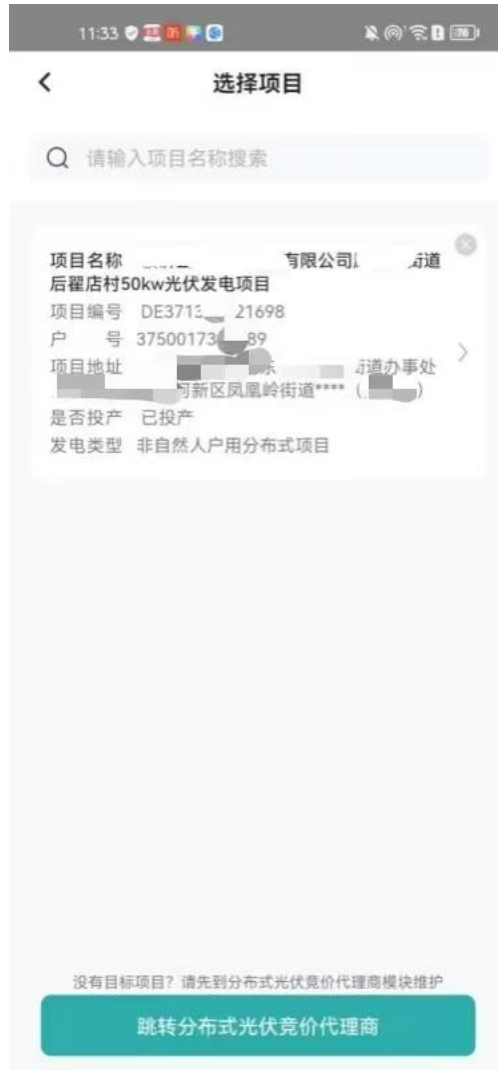 11:33
76
选择项目
请输入项目名称搜索
项目名称 有限公司 街道
后翟店村50kw光伏发电项目
项目编号 DE3713 21698
户 号 37500173 89
项目地址 街道办事处
河新区凤凰岭街道**** ( )
是否投产 已投产
发电类型 非自然人户用分布式项目
没有目标项目？请先到分布式光伏竞价代理商模块维护
跳转分布式光伏竞价代理商